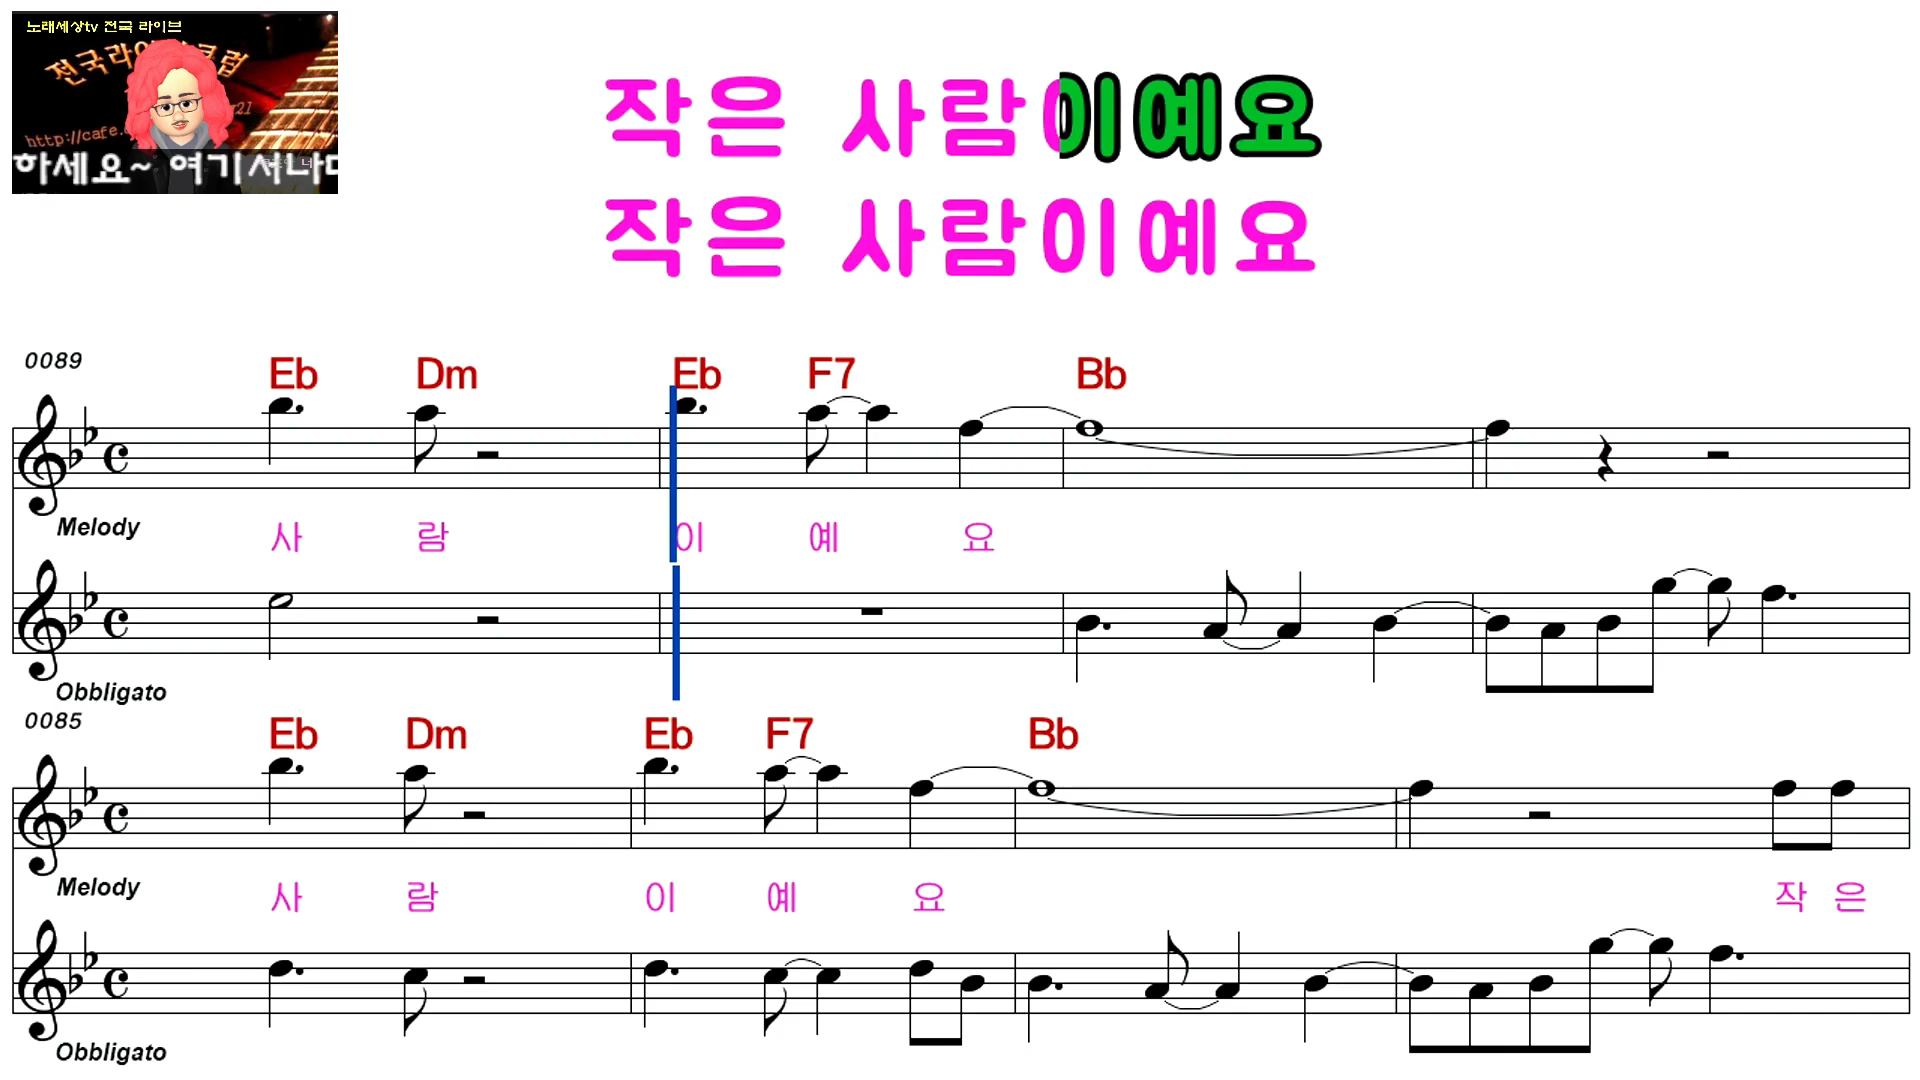 노래세상tv 전국 라이브
전국라
http://cafe.
하세요~ 여기서나
작은 사람이예요
작은 사람이예요
0089
Eb Dm Eb F7 Bb
Melody
사 람 이 예 요
Obbligato
0085
Eb Dm Eb F7 Bb
Melody
사 람 이 예 요 작 은
Obbligato